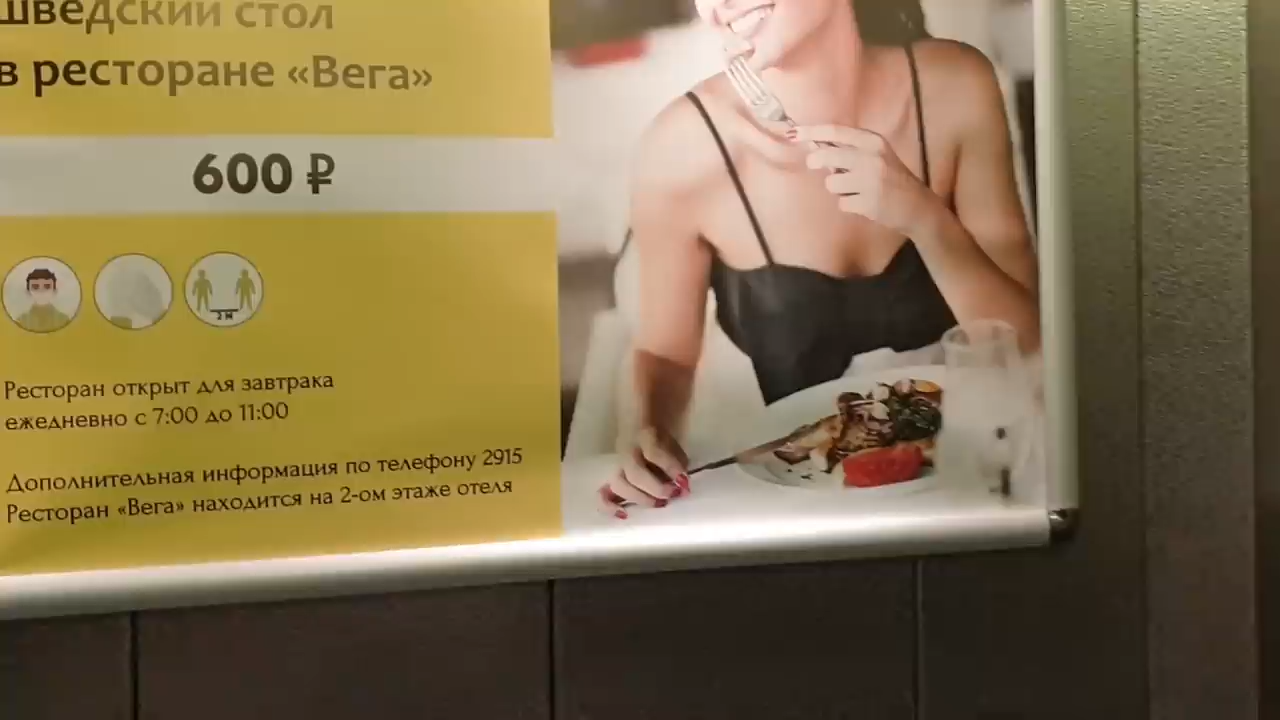 шведский стол
в ресторане «Вега»
600 ₽
2 м
Ресторан открыт для завтрака
ежедневно с 7:00 до 11:00
Дополнительная информация по телефону 2915
Ресторан «Вега» находится на 2-ом этаже отеля